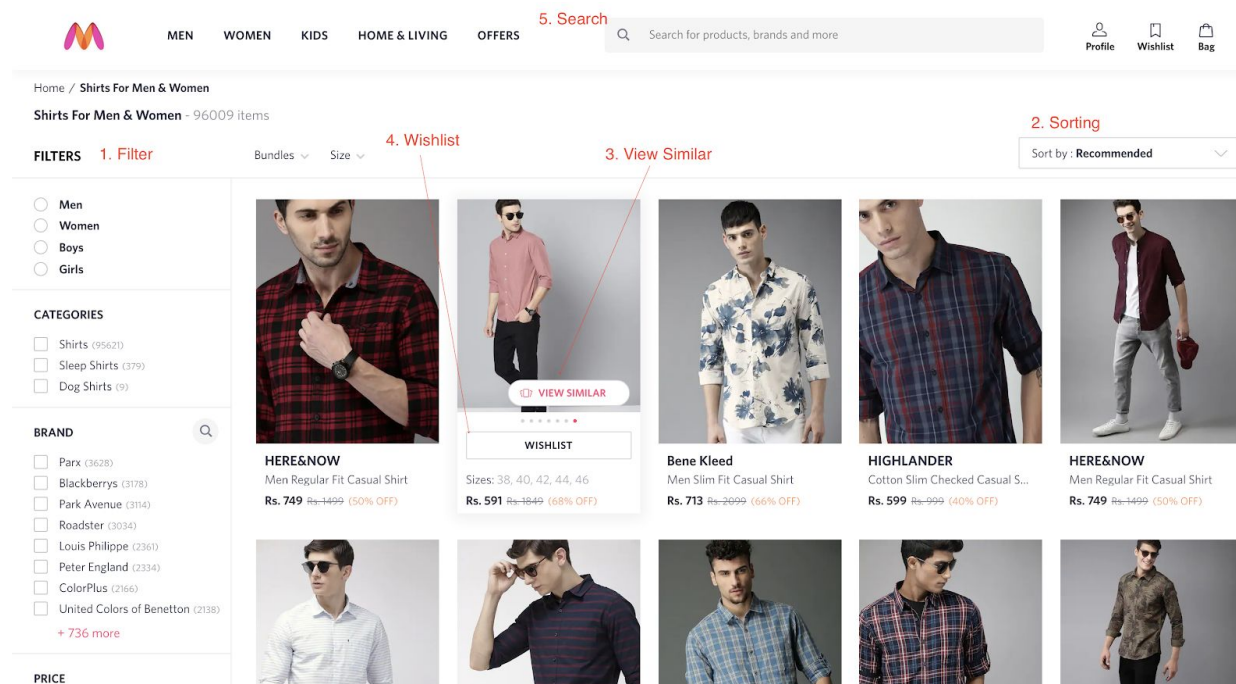 5. Search
MEN WOMEN KIDS HOME & LIVING OFFERS Search for products, brands and more Profile Wishlist Bag
Home / Shirts For Men & Women
Shirts For Men & Women - 96009 items
2. Sorting
4. Wishlist
FILTERS 1. Filter Bundles Size 3. View Similar Sort by : Recommended
Men
Women
Boys
Girls
CATEGORIES
Shirts (95621)
Sleep Shirts (379)
Dog Shirts (9)
BRAND
Parx (3628)
Blackberrys (3178)
Park Avenue (3114)
Roadster (3034)
Louis Philippe (2361)
Peter England (2334)
ColorPlus (2166)
United Colors of Benetton (2138)
+ 736 more
PRICE
HERE&NOW
Men Regular Fit Casual Shirt
Rs. 749 Rs. 1499 (50% OFF)
VIEW SIMILAR
WISHLIST
Sizes: 38, 40, 42, 44, 46
Rs. 591 Rs. 1849 (68% OFF)
Bene Kleed
Men Slim Fit Casual Shirt
Rs. 713 Rs. 2099 (66% OFF)
HIGHLANDER
Cotton Slim Checked Casual S...
Rs. 599 Rs. 999 (40% OFF)
HERE&NOW
Men Regular Fit Casual Shirt
Rs. 749 Rs. 1499 (50% OFF)